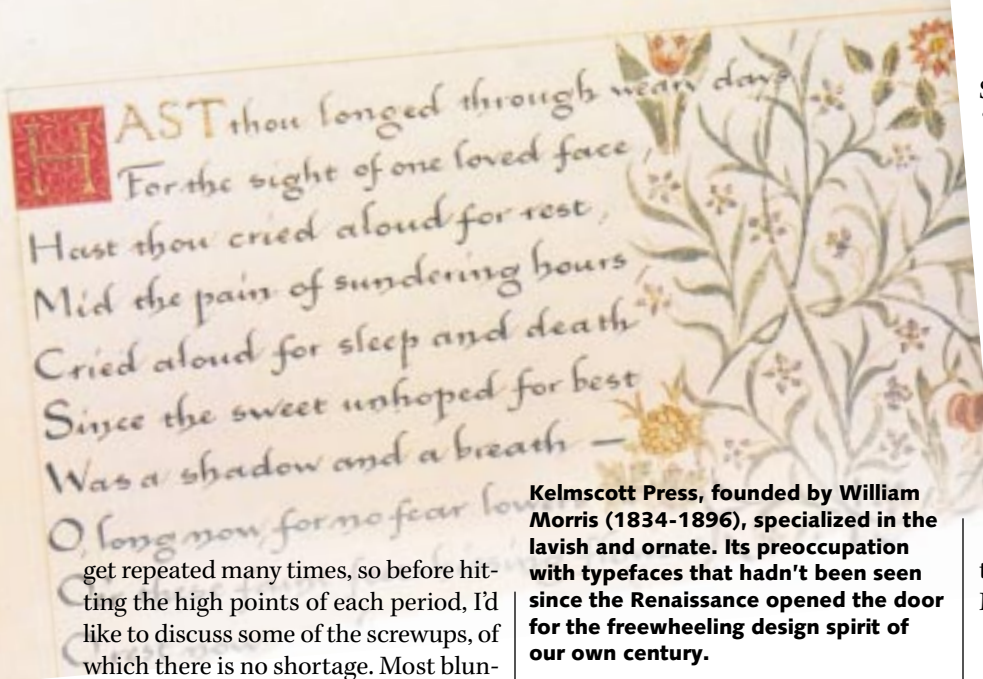 HAST thou longed through weary days
For the sight of one loved face,
Hast thou cried aloud for rest,
Mid the pain of sundering hours,
Cried aloud for sleep and death
Since the sweet unhoped for best
Was a shadow and a breath —
O, long now, for no fear
get repeated many times, so before hit-
ting the high points of each period, I'd
like to discuss some of the screwups, of
which there is no shortage. Most blun-
Kelmscott Press, founded by William
Morris (1834-1896), specialized in the
lavish and ornate. Its preoccupation
with typefaces that hadn't been seen
since the Renaissance opened the door
for the freewheeling design spirit of
our own century.